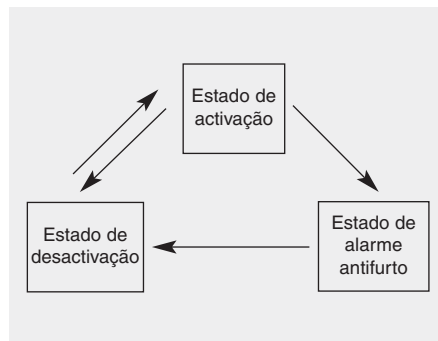 Estado de
activação
Estado de
desactivação
Estado de
alarme
antifurto